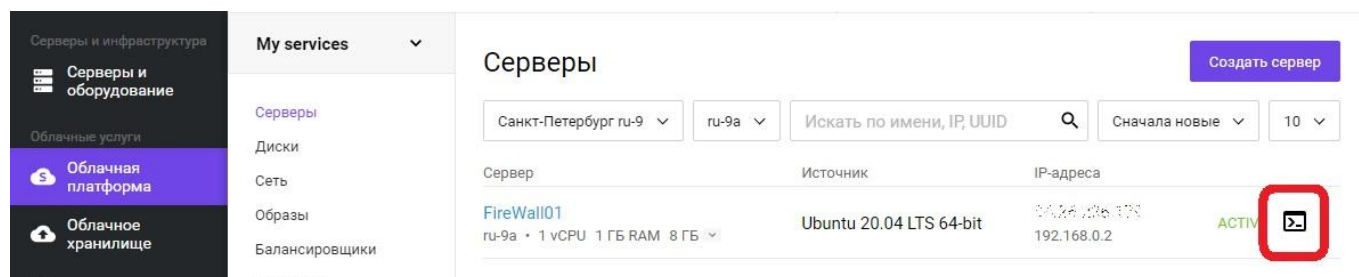 Серверы и инфраструктура
Серверы и
оборудование
Облачные услуги
Облачная
платформа
Облачное
хранилище
My services
Серверы
Диски
Сеть
Образы
Балансировщики
Серверы
Создать сервер
Санкт-Петербург ru-9
ru-9a
Искать по имени, IP, UUID
Сначала новые
10
Сервер
Источник
IP-адреса
FireWall01
ru-9a • 1 vCPU 1 ГБ RAM 8 ГБ
Ubuntu 20.04 LTS 64-bit
192.168.0.2
ACTIV